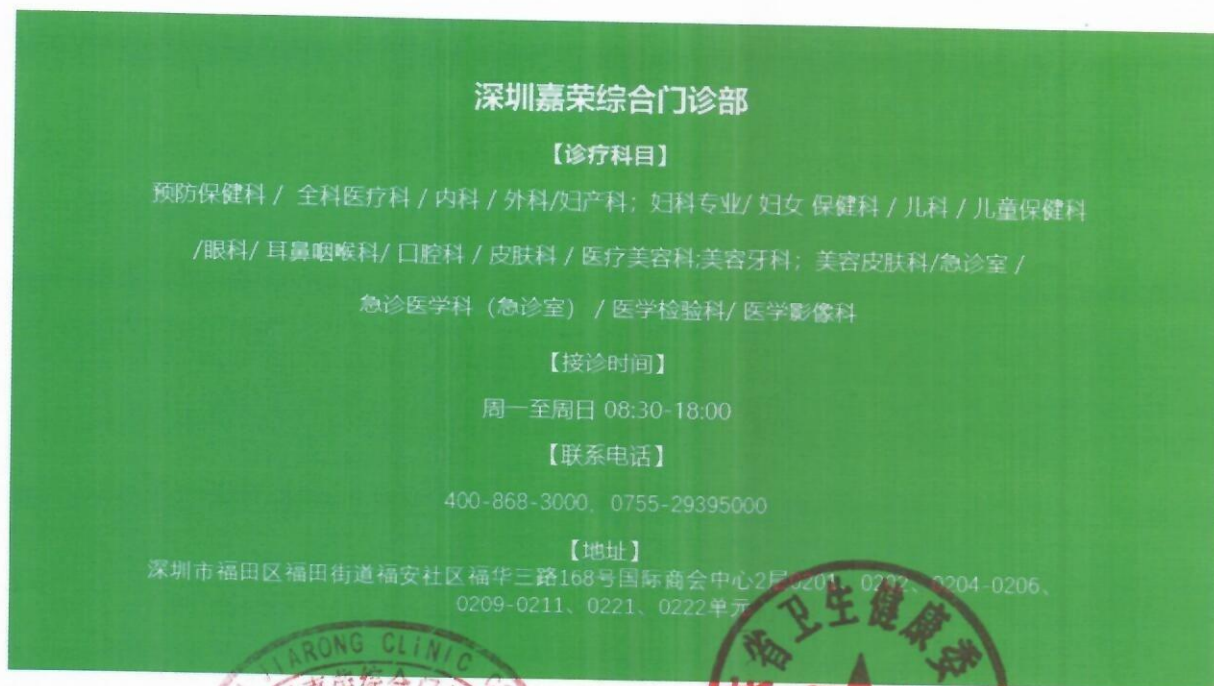 深圳嘉荣综合门诊部
【诊疗科目】
预防保健科 / 全科医疗科 / 内科 / 外科/妇产科；妇科专业/ 妇女 保健科 / 儿科 / 儿童保健科
/眼科/ 耳鼻咽喉科/ 口腔科 / 皮肤科 / 医疗美容科;美容牙科；美容皮肤科/急诊室 /
急诊医学科（急诊室） / 医学检验科/ 医学影像科
【接诊时间】
周一至周日 08:30-18:00
【联系电话】
400-868-3000、0755-29395000
【地址】
深圳市福田区福田街道福安社区福华三路168号国际商会中心2层0201、0202、0204-0206、
0209-0211、0221、0222单元
JIARONG CLINIC
省卫生健康委